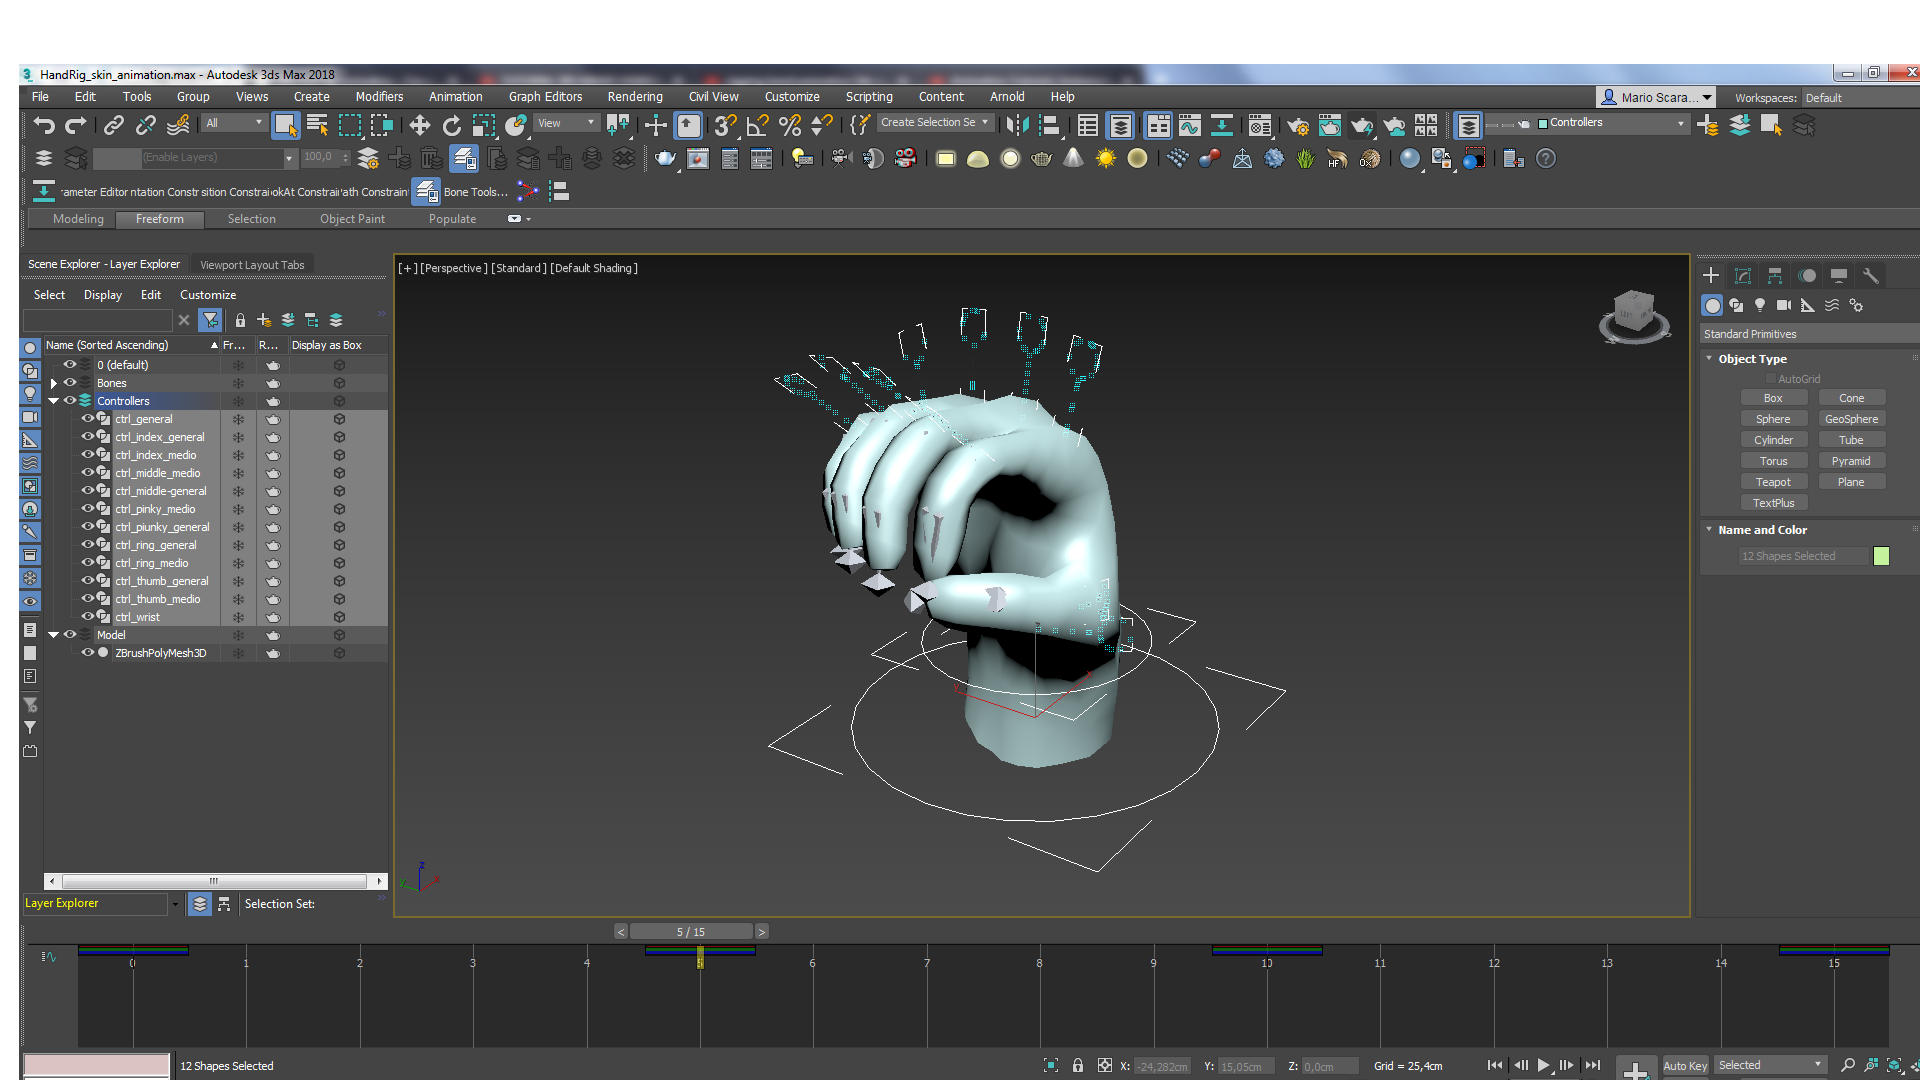 HandRig_skin_animation.max - Autodesk 3ds Max 2018
File Edit Tools Group Views Create Modifiers Animation Graph Editors Rendering Civil View Customize Scripting Content Arnold Help
Mario Scara... Workspaces: Default
All View Create Selection Se Controllers
(Enable Layers) 100,0
:ameter Editor ntation Constr sition Constrai okAt Constrai ath Constrain Bone Tools...
Modeling Freeform Selection Object Paint Populate
Scene Explorer - Layer Explorer Viewport Layout Tabs
Select Display Edit Customize
Name (Sorted Ascending) Fr... R... Display as Box
0 (default)
Bones
Controllers
ctrl_general
ctrl_index_general
ctrl_index_medio
ctrl_middle_medio
ctrl_middle-general
ctrl_pinky_medio
ctrl_piunky_general
ctrl_ring_general
ctrl_ring_medio
ctrl_thumb_general
ctrl_thumb_medio
ctrl_wrist
Model
ZBrushPolyMesh3D
Layer Explorer Selection Set:
[+] [Perspective] [Standard] [Default Shading]
Standard Primitives
Object Type
AutoGrid
Box Cone
Sphere GeoSphere
Cylinder Tube
Torus Pyramid
Teapot Plane
TextPlus
Name and Color
12 Shapes Selected
< 5 / 15 >
0 1 2 3 4 5 6 7 8 9 10 11 12 13 14 15
12 Shapes Selected X: -24,282cm Y: 15,05cm Z: 0,0cm Grid = 25,4cm Auto Key Selected